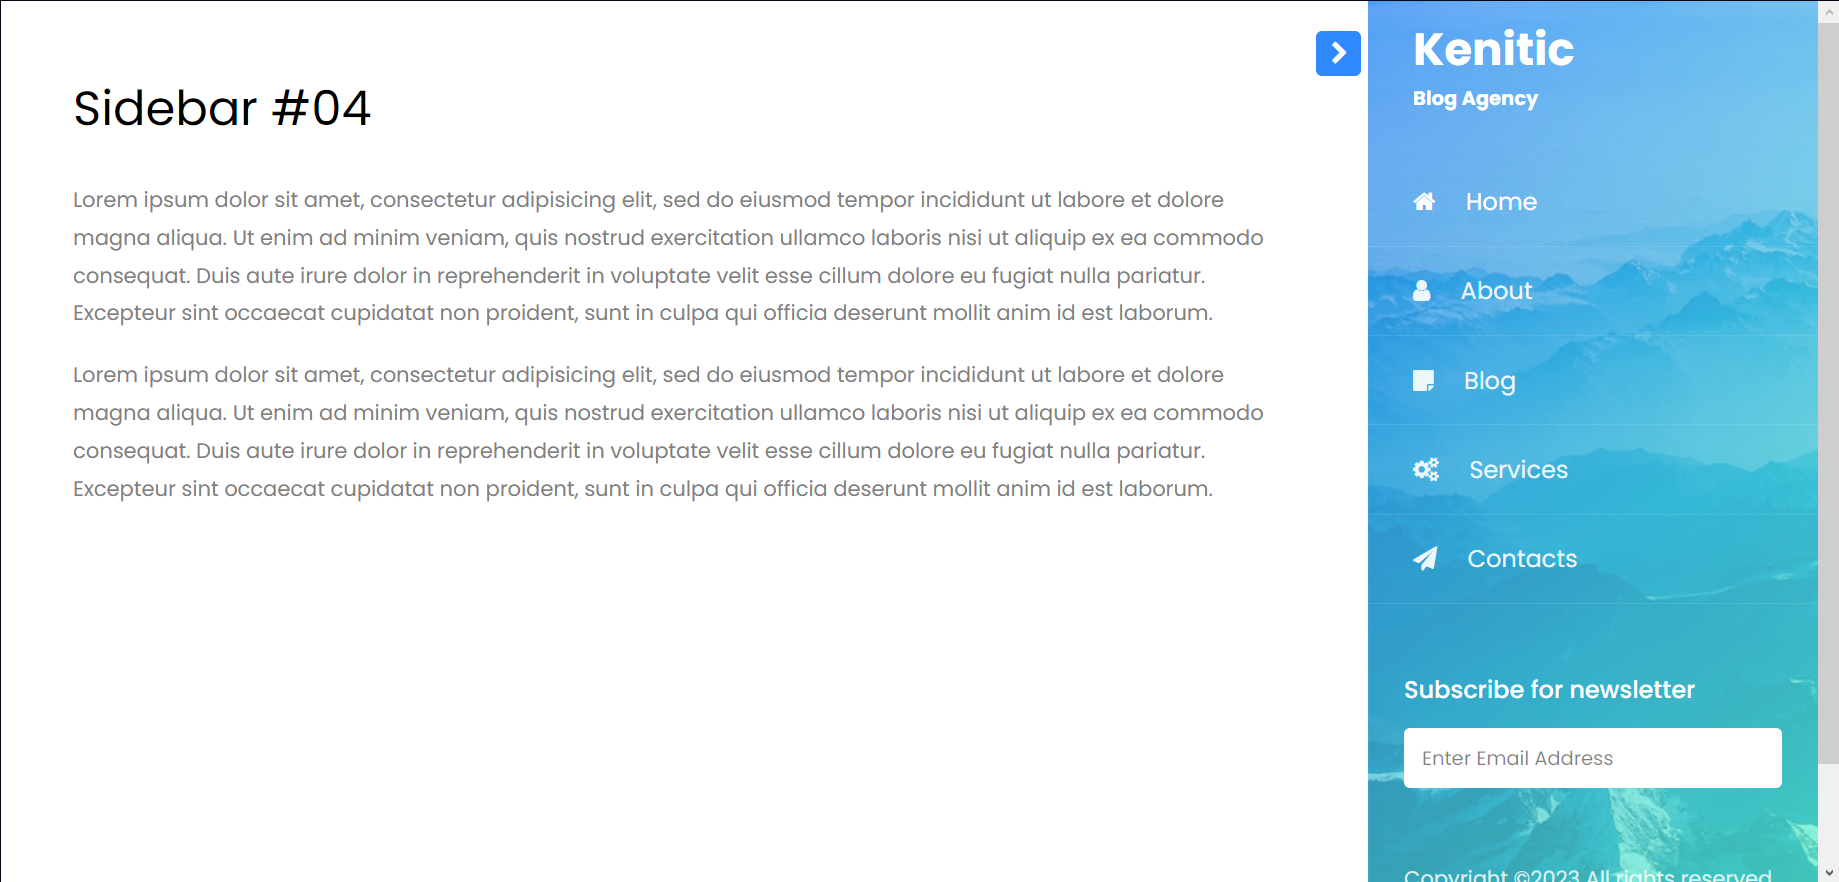 Sidebar #04
Lorem ipsum dolor sit amet, consectetur adipisicing elit, sed do eiusmod tempor incididunt ut labore et dolore
magna aliqua. Ut enim ad minim veniam, quis nostrud exercitation ullamco laboris nisi ut aliquip ex ea commodo
consequat. Duis aute irure dolor in reprehenderit in voluptate velit esse cillum dolore eu fugiat nulla pariatur.
Excepteur sint occaecat cupidatat non proident, sunt in culpa qui officia deserunt mollit anim id est laborum.
Lorem ipsum dolor sit amet, consectetur adipisicing elit, sed do eiusmod tempor incididunt ut labore et dolore
magna aliqua. Ut enim ad minim veniam, quis nostrud exercitation ullamco laboris nisi ut aliquip ex ea commodo
consequat. Duis aute irure dolor in reprehenderit in voluptate velit esse cillum dolore eu fugiat nulla pariatur.
Excepteur sint occaecat cupidatat non proident, sunt in culpa qui officia deserunt mollit anim id est laborum.
Kenitic
Blog Agency
Home
About
Blog
Services
Contacts
Subscribe for newsletter
Enter Email Address
Copyright ©2023 All rights reserved